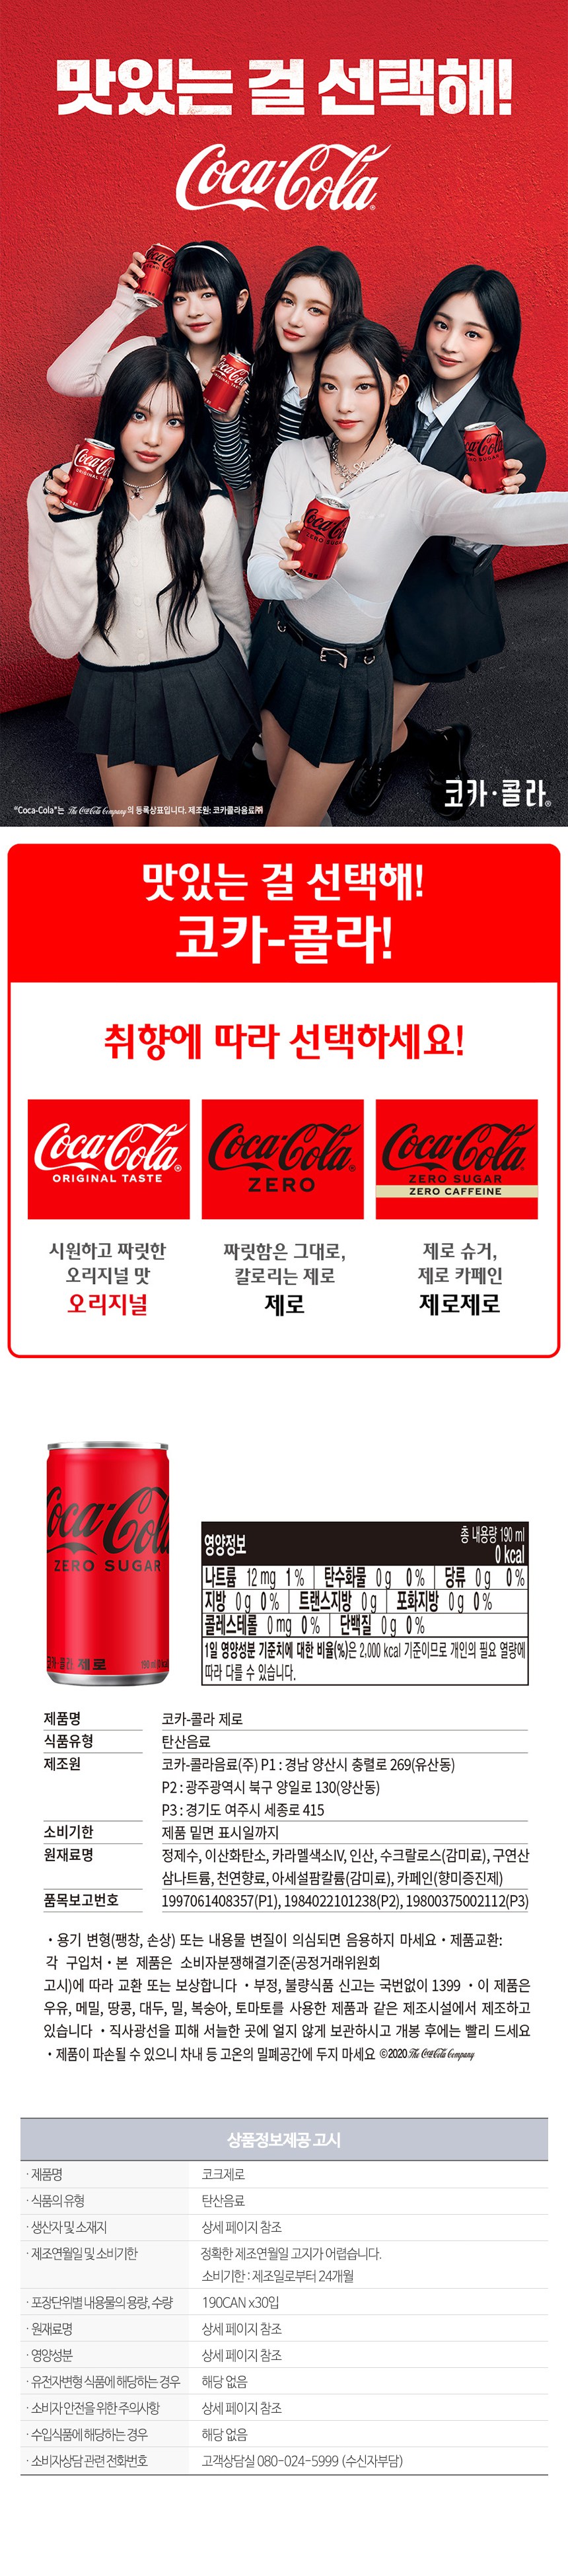 맛있는 걸 선택해!
Coca-Cola®
Coca-Cola
ZERO SUGAR
Coca-Cola
Coca-Cola
ORIGINAL TASTE
Coca-Cola
ZERO SUGAR
Coca-Cola
ZERO SUGAR
코카·콜라®
"Coca-Cola"는 The Coca-Cola Company 의 등록상표입니다. 제조원: 코카콜라음료㈜
맛있는 걸 선택해!
코카-콜라!
취향에 따라 선택하세요!
Coca-Cola®
ORIGINAL TASTE
Coca-Cola®
ZERO
Coca-Cola
ZERO SUGAR
ZERO CAFFEINE
시원하고 짜릿한
오리지널 맛
오리지널
짜릿함은 그대로,
칼로리는 제로
제로
제로 슈거,
제로 카페인
제로제로
Coca-Cola
ZERO SUGAR
코카·콜라 제로
190 ml 0 kcal
영양정보
총 내용량 190 ml
0 kcal
나트륨 12 mg 1 % 탄수화물 0 g 0 % 당류 0 g 0 %
지방 0 g 0 % 트랜스지방 0 g 포화지방 0 g 0 %
콜레스테롤 0 mg 0 % 단백질 0 g 0 %
1일 영양성분 기준치에 대한 비율(%)은 2,000 kcal 기준이므로 개인의 필요 열량에
따라 다를 수 있습니다.
제품명 코카-콜라 제로
식품유형 탄산음료
제조원 코카-콜라음료(주) P1 : 경남 양산시 충렬로 269(유산동)
P2 : 광주광역시 북구 양일로 130(양산동)
P3 : 경기도 여주시 세종로 415
소비기한 제품 밑면 표시일까지
원재료명 정제수, 이산화탄소, 카라멜색소IV, 인산, 수크랄로스(감미료), 구연산
삼나트륨, 천연향료, 아세설팜칼륨(감미료), 카페인(향미증진제)
품목보고번호 1997061408357(P1), 1984022101238(P2), 19800375002112(P3)
• 용기 변형(팽창, 손상) 또는 내용물 변질이 의심되면 음용하지 마세요 • 제품교환:
각 구입처 • 본 제품은 소비자분쟁해결기준(공정거래위원회
고시)에 따라 교환 또는 보상합니다 • 부정, 불량식품 신고는 국번없이 1399 • 이 제품은
우유, 메밀, 땅콩, 대두, 밀, 복숭아, 토마토를 사용한 제품과 같은 제조시설에서 제조하고
있습니다 • 직사광선을 피해 서늘한 곳에 얼지 않게 보관하시고 개봉 후에는 빨리 드세요
• 제품이 파손될 수 있으니 차내 등 고온의 밀폐공간에 두지 마세요 ©2020 The Coca-Cola Company
상품정보제공 고시
· 제품명 코크제로
· 식품의 유형 탄산음료
· 생산자 및 소재지 상세 페이지 참조
· 제조연월일 및 소비기한 정확한 제조연월일 고지가 어렵습니다.
소비기한 : 제조일로부터 24개월
· 포장단위별 내용물의 용량, 수량 190CAN x30입
· 원재료명 상세 페이지 참조
· 영양성분 상세 페이지 참조
· 유전자변형 식품에 해당하는 경우 해당 없음
· 소비자 안전을 위한 주의사항 상세 페이지 참조
· 수입식품에 해당하는 경우 해당 없음
· 소비자상담 관련 전화번호 고객상담실 080-024-5999 (수신자부담)